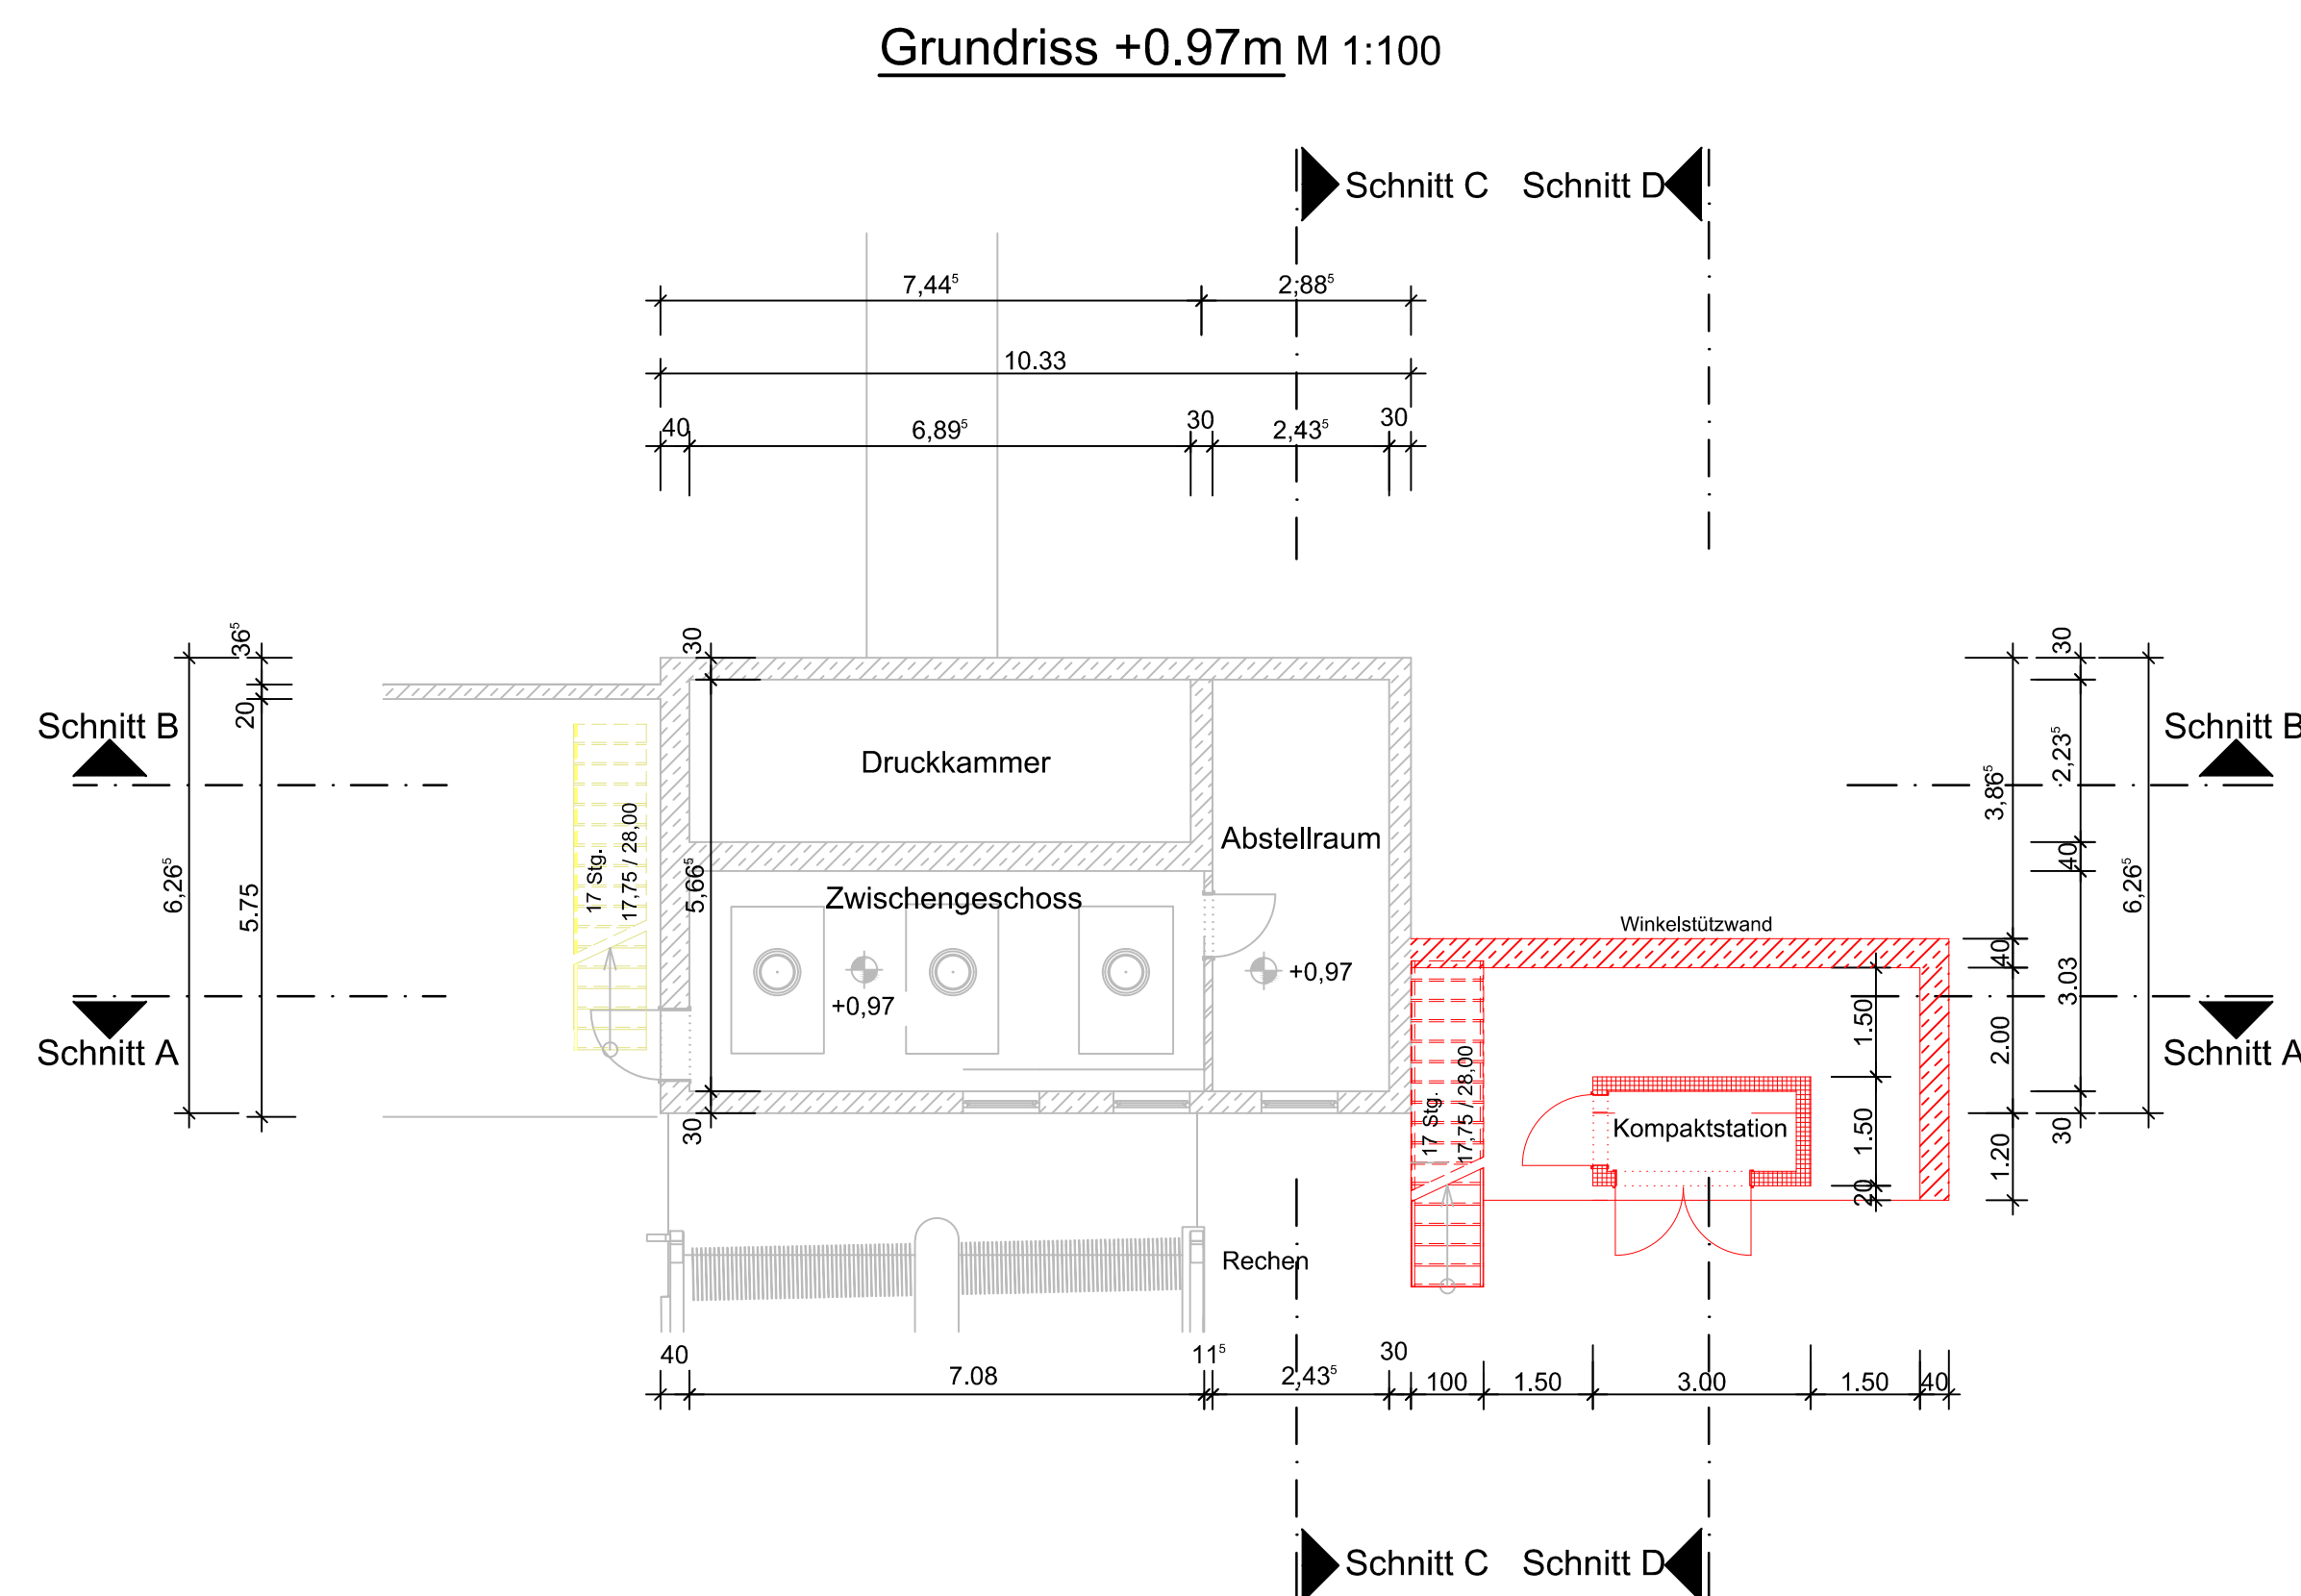 Grundriss +0.97m M 1:100
Schnitt C Schnitt D
7,44⁵ 2,88⁵
10.33
40 6,89⁵ 30 2,43⁵ 30
36⁵
30
30
20
Schnitt B
Schnitt B
Druckkammer
2,23⁵
3,86⁵
Abstellraum
17 Stg.
17,75 / 28,00
40
6,26⁵
5.75
5,66⁵
Zwischengeschoss
6,26⁵
Winkelstützwand
40
+0,97
+0,97
3.03
1.50
2.00
Schnitt A
Schnitt A
17 Stg.
17,75 / 28,00
Kompaktstation
1.50
30
30
1.20
20
Rechen
40 7.08 11⁵ 2,43⁵ 30 100 1.50 3.00 1.50 40
Schnitt C Schnitt D